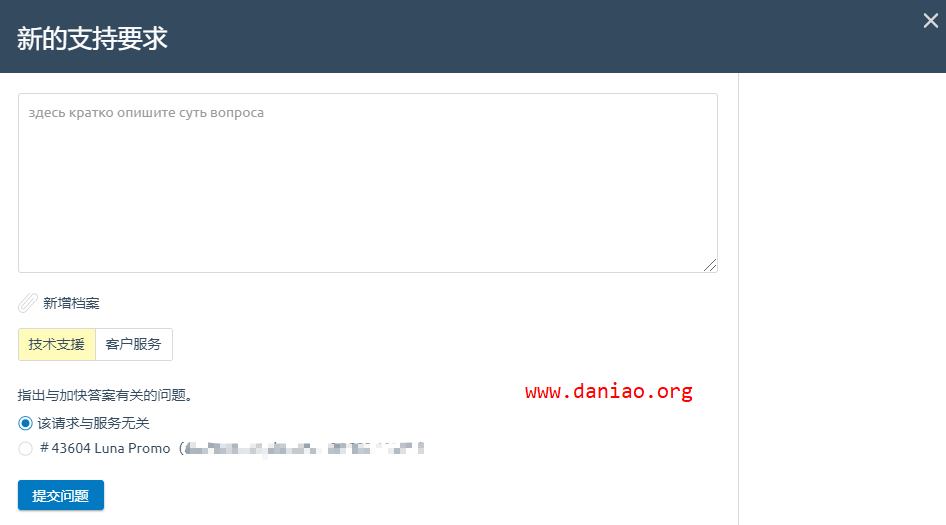 新的支持要求
здесь кратко опишите суть вопроса
新增档案
技术支援 客户服务
指出与加快答案有关的问题。
www.daniao.org
该请求与服务无关
# 43604 Luna Promo（
提交问题